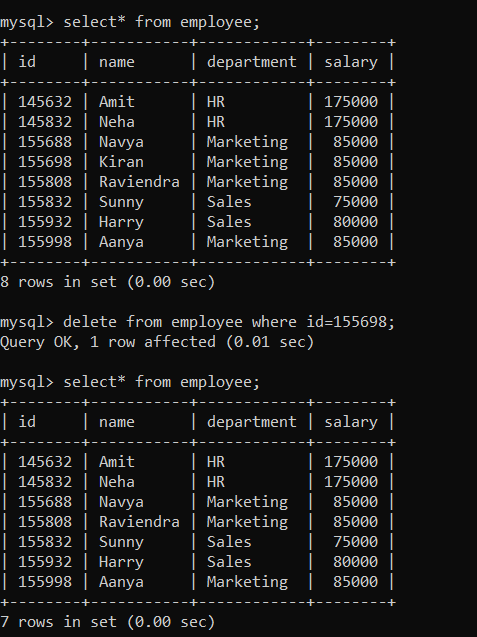 mysql> select* from employee;
+--------+-----------+------------+--------+
| id     | name      | department | salary |
+--------+-----------+------------+--------+
| 145632 | Amit      | HR         | 175000 |
| 145832 | Neha      | HR         | 175000 |
| 155688 | Navya     | Marketing  |  85000 |
| 155698 | Kiran     | Marketing  |  85000 |
| 155808 | Raviendra | Marketing  |  85000 |
| 155832 | Sunny     | Sales      |  75000 |
| 155932 | Harry     | Sales      |  80000 |
| 155998 | Aanya     | Marketing  |  85000 |
+--------+-----------+------------+--------+
8 rows in set (0.00 sec)
mysql> delete from employee where id=155698;
Query OK, 1 row affected (0.01 sec)
mysql> select* from employee;
+--------+-----------+------------+--------+
| id     | name      | department | salary |
+--------+-----------+------------+--------+
| 145632 | Amit      | HR         | 175000 |
| 145832 | Neha      | HR         | 175000 |
| 155688 | Navya     | Marketing  |  85000 |
| 155808 | Raviendra | Marketing  |  85000 |
| 155832 | Sunny     | Sales      |  75000 |
| 155932 | Harry     | Sales      |  80000 |
| 155998 | Aanya     | Marketing  |  85000 |
+--------+-----------+------------+--------+
7 rows in set (0.00 sec)